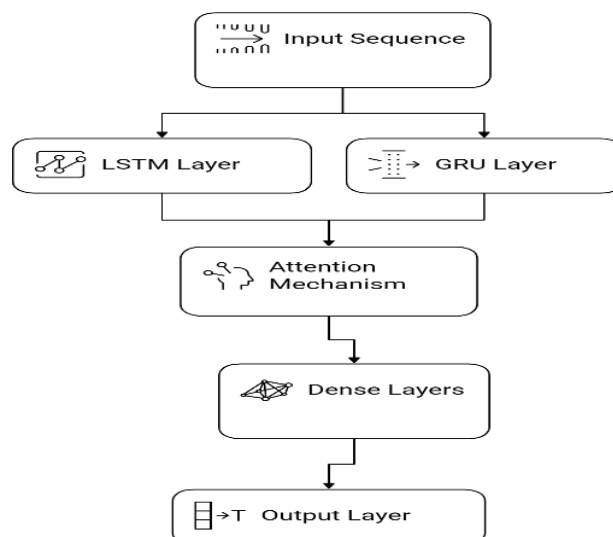 Input Sequence
LSTM Layer
GRU Layer
Attention
Mechanism
Dense Layers
T Output Layer